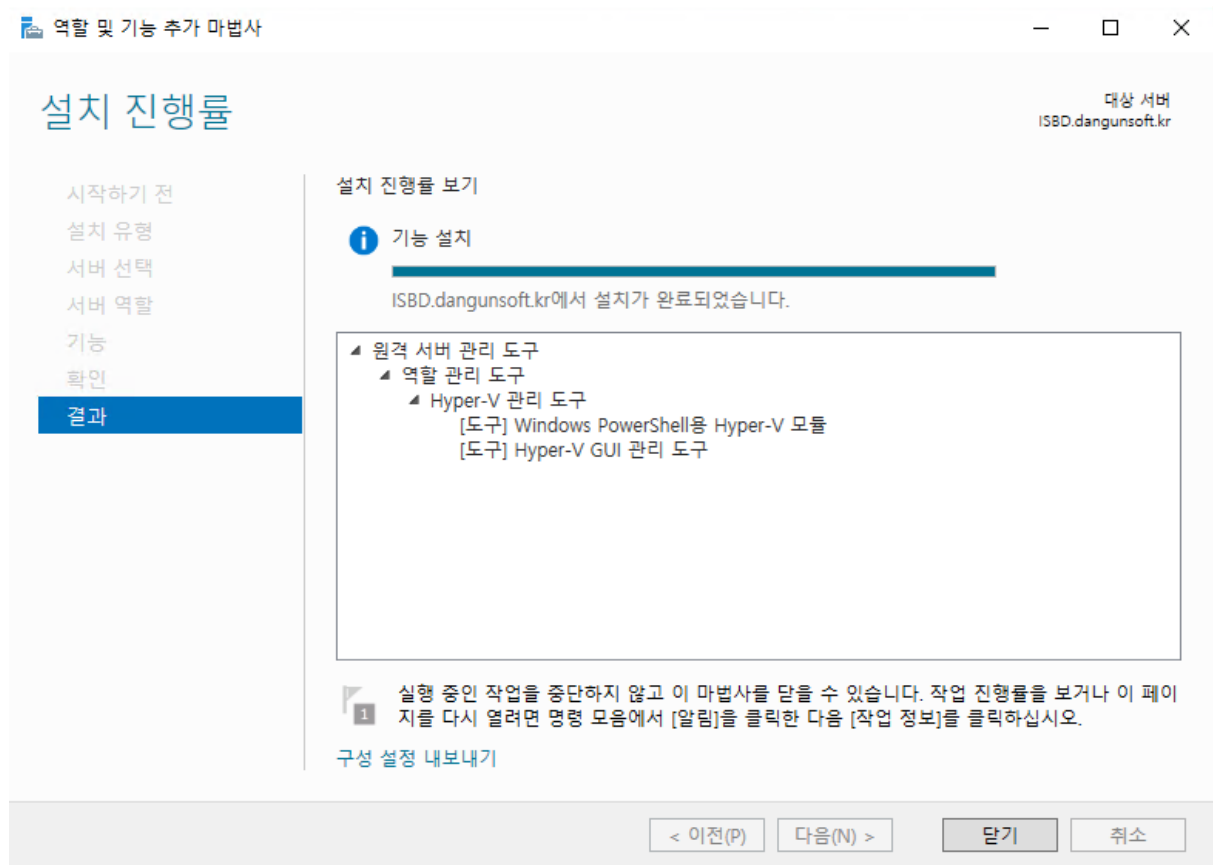 역할 및 기능 추가 마법사
설치 진행률
대상 서버
ISBD.dangunsoft.kr
시작하기 전
설치 유형
서버 선택
서버 역할
기능
확인
결과
설치 진행률 보기
기능 설치
ISBD.dangunsoft.kr에서 설치가 완료되었습니다.
원격 서버 관리 도구
역할 관리 도구
Hyper-V 관리 도구
[도구] Windows PowerShell용 Hyper-V 모듈
[도구] Hyper-V GUI 관리 도구
1
실행 중인 작업을 중단하지 않고 이 마법사를 닫을 수 있습니다. 작업 진행률을 보거나 이 페이
지를 다시 열려면 명령 모음에서 [알림]을 클릭한 다음 [작업 정보]를 클릭하십시오.
구성 설정 내보내기
< 이전(P)
다음(N) >
닫기
취소